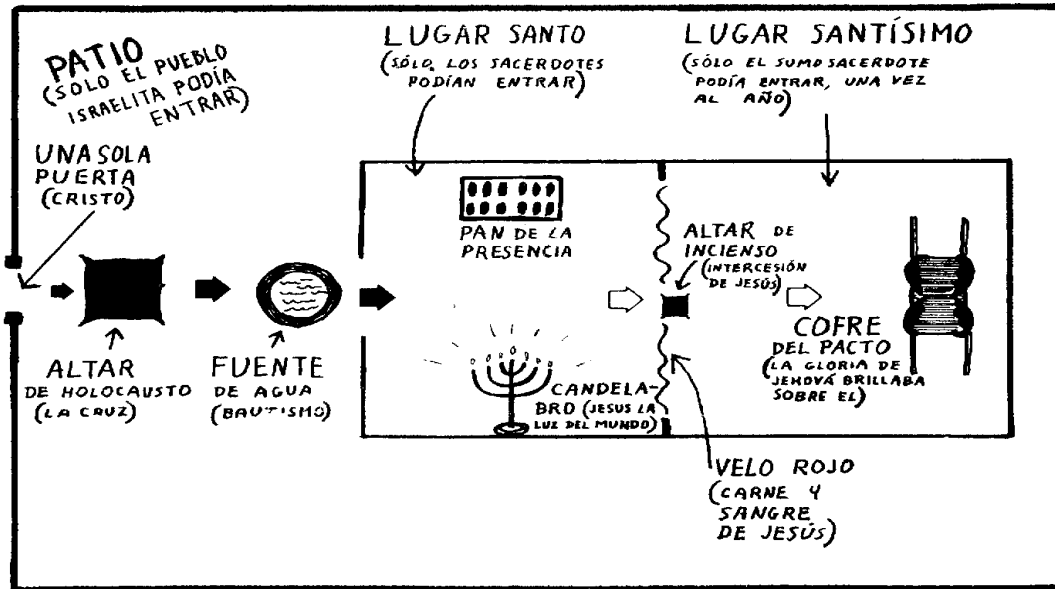 PATIO
(SOLO EL PUEBLO
ISRAELITA PODÍA
ENTRAR)
UNA SOLA
PUERTA
(CRISTO)
ALTAR
DE HOLOCAUSTO
(LA CRUZ)
FUENTE
DE AGUA
(BAUTISMO)
LUGAR SANTO
(SÓLO, LOS SACERDOTES
PODÍAN ENTRAR)
PAN DE LA
PRESENCIA
CANDELA-
BRO (JESUS LA
LUZ DEL MUNDO)
LUGAR SANTÍSIMO
(SÓLO EL SUMO SACERDOTE
PODÍA ENTRAR, UNA VEZ
AL AÑO)
ALTAR DE
INCIENSO
(INTERCESIÓN
DE JESÚS)
COFRE
DEL PACTO
(LA GLORIA DE
JEHOVÁ BRILLABA
SOBRE EL)
VELO ROJO
(CARNE Y
SANGRE
DE JESÚS)